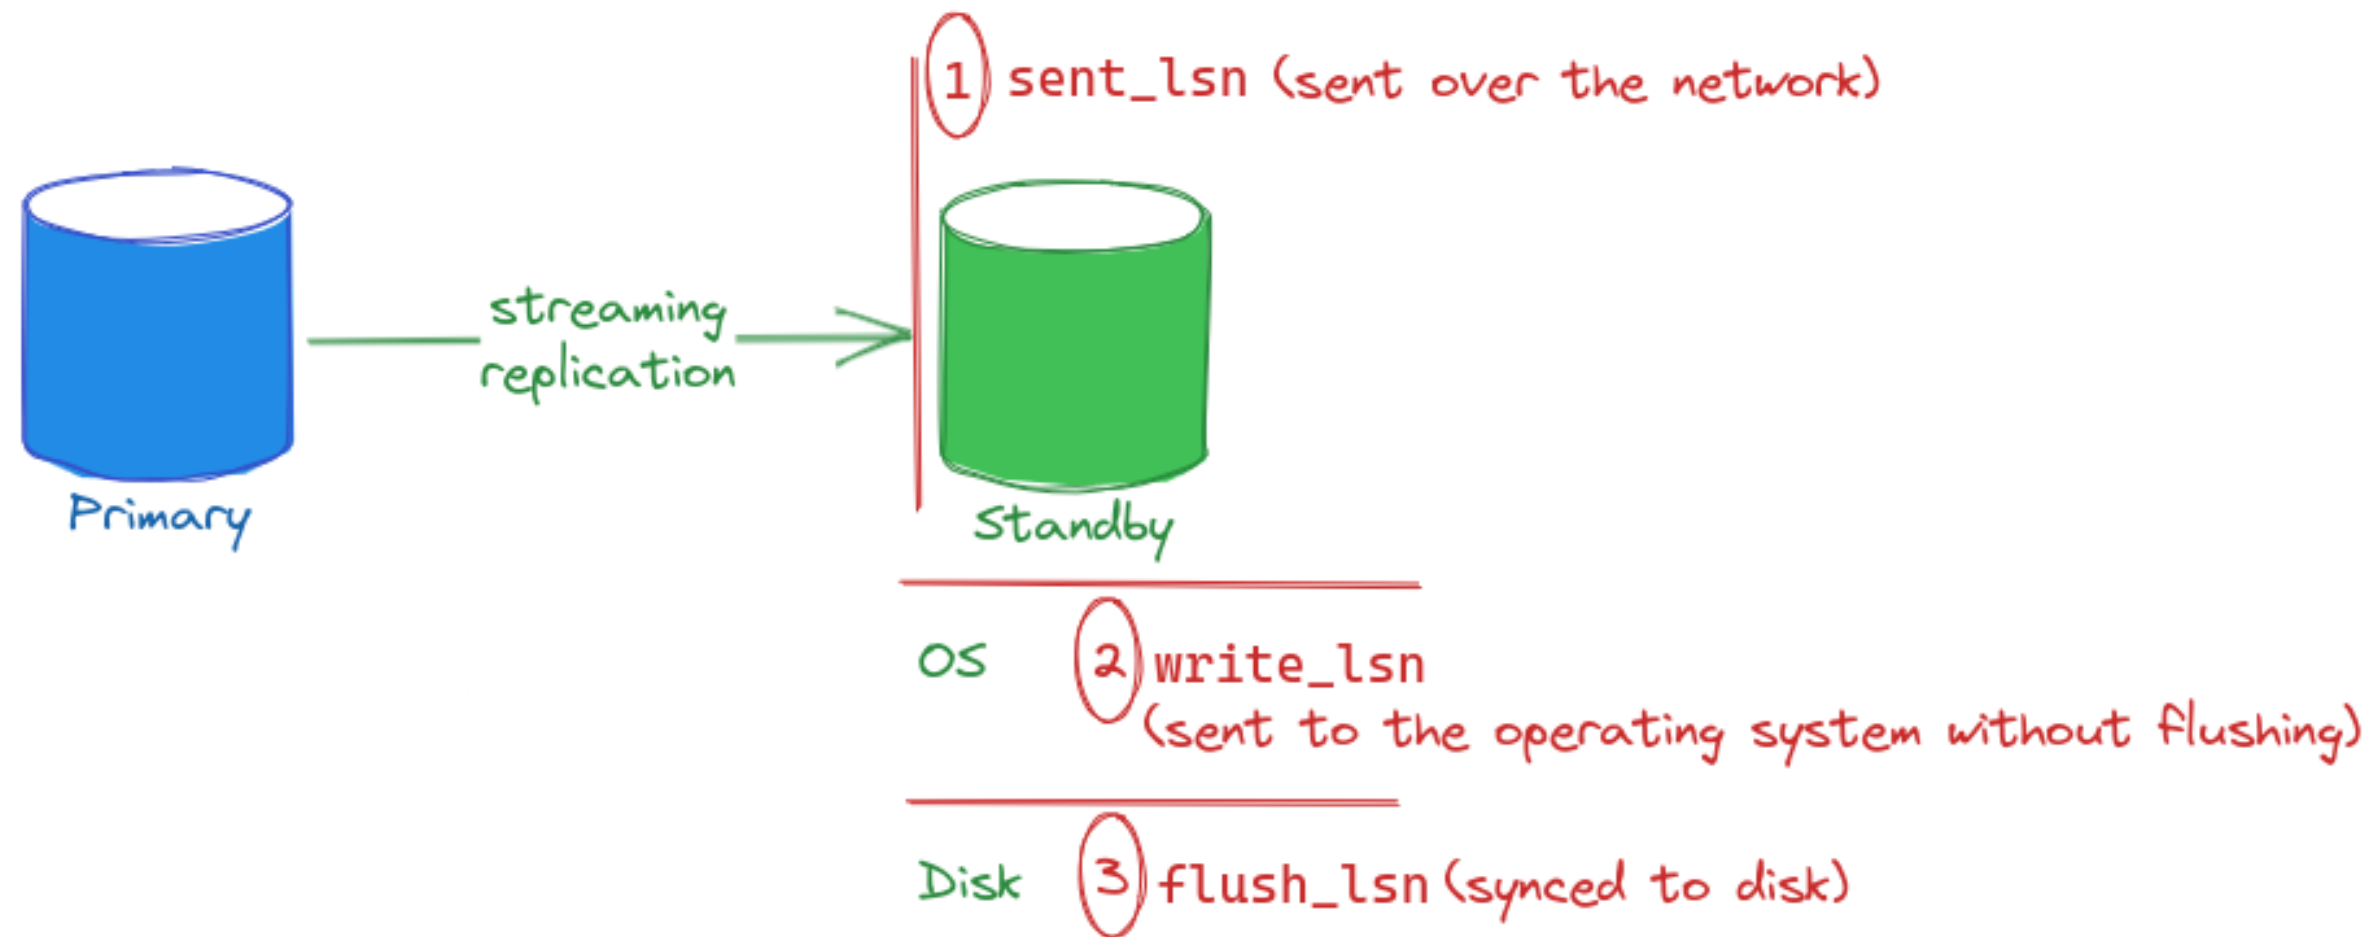 1 sent_lsn (sent over the network)
streaming
replication
Primary
Standby
OS 2 write_lsn
(sent to the operating system without flushing)
Disk 3 flush_lsn (synced to disk)